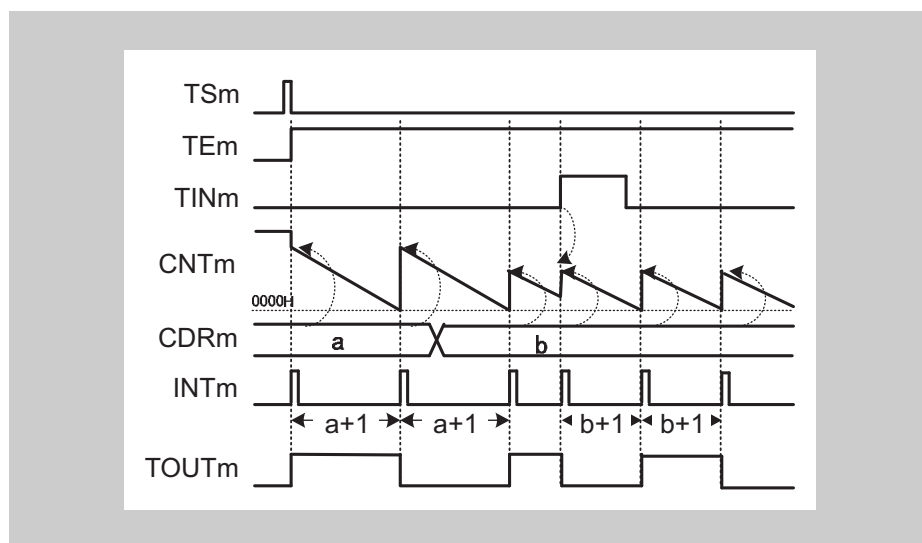 TSm
TEm
TINm
CNTm
0000H
CDRm
a
b
INTm
a+1
a+1
b+1
b+1
TOUTm